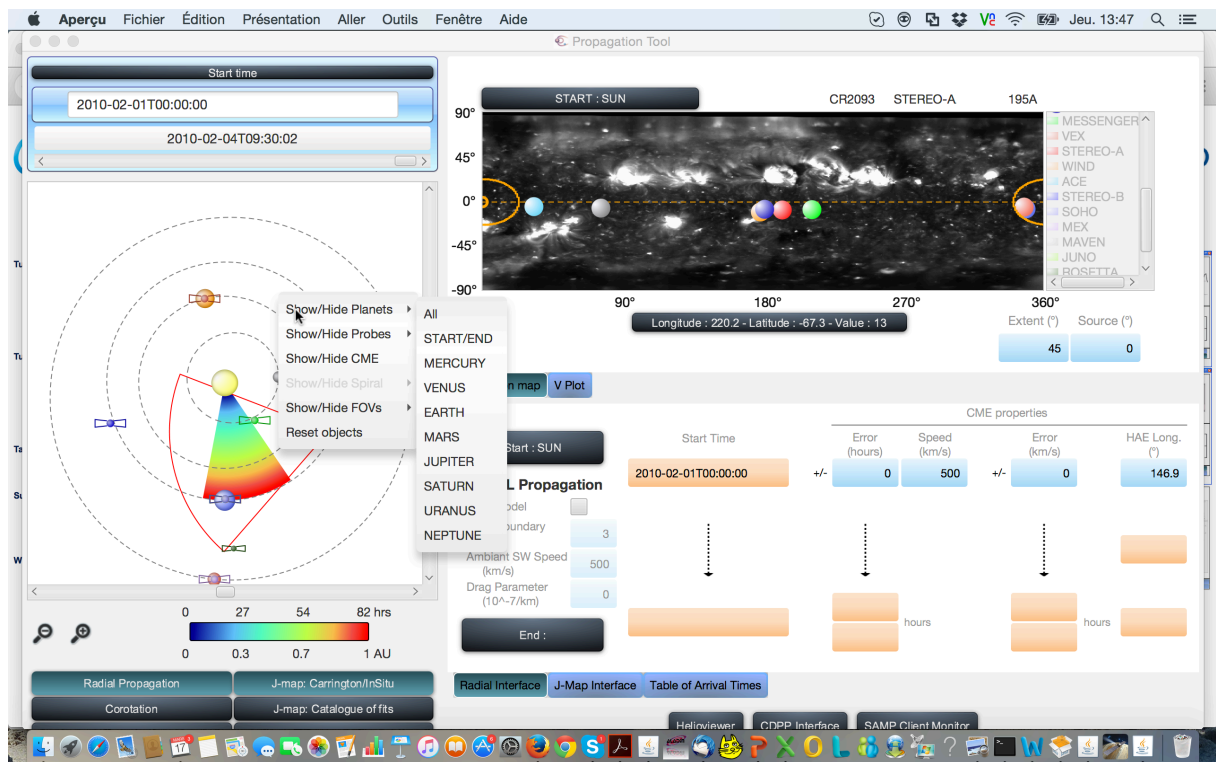 Aperçu Fichier Édition Présentation Aller Outils Fenêtre Aide Jeu. 13:47
Propagation Tool
Start time
2010-02-01T00:00:00
2010-02-04T09:30:02
START : SUN
CR2093 STEREO-A 195A
90°
45°
0°
-45°
-90°
MESSENGER
VEX
STEREO-A
WIND
ACE
STEREO-B
SOHO
MEX
MAVEN
JUNO
ROSETTA
90° 180° 270° 360°
Longitude : 220.2 - Latitude : -67.3 - Value : 13
Extent (°) Source (°)
45 0
Show/Hide Planets
Show/Hide Probes
Show/Hide CME
Show/Hide Spiral
Show/Hide FOVs
Reset objects
All
START/END
MERCURY
VENUS
EARTH
MARS
JUPITER
SATURN
URANUS
NEPTUNE
n map V Plot
CME properties
Start : SUN
Start Time
Error (hours)
Speed (km/s)
Error (km/s)
HAE Long. (°)
2010-02-01T00:00:00 +/- 0 500 +/- 0 146.9
L Propagation
odel
undary 3
Ambiant SW Speed (km/s) 500
Drag Parameter (10^-7/km) 0
End :
hours hours
0 27 54 82 hrs
0 0.3 0.7 1 AU
Radial Propagation J-map: Carrington/InSitu
Corotation J-map: Catalogue of fits
Radial Interface J-Map Interface Table of Arrival Times
Helioviewer CDPP Interface SAMP Client Monitor